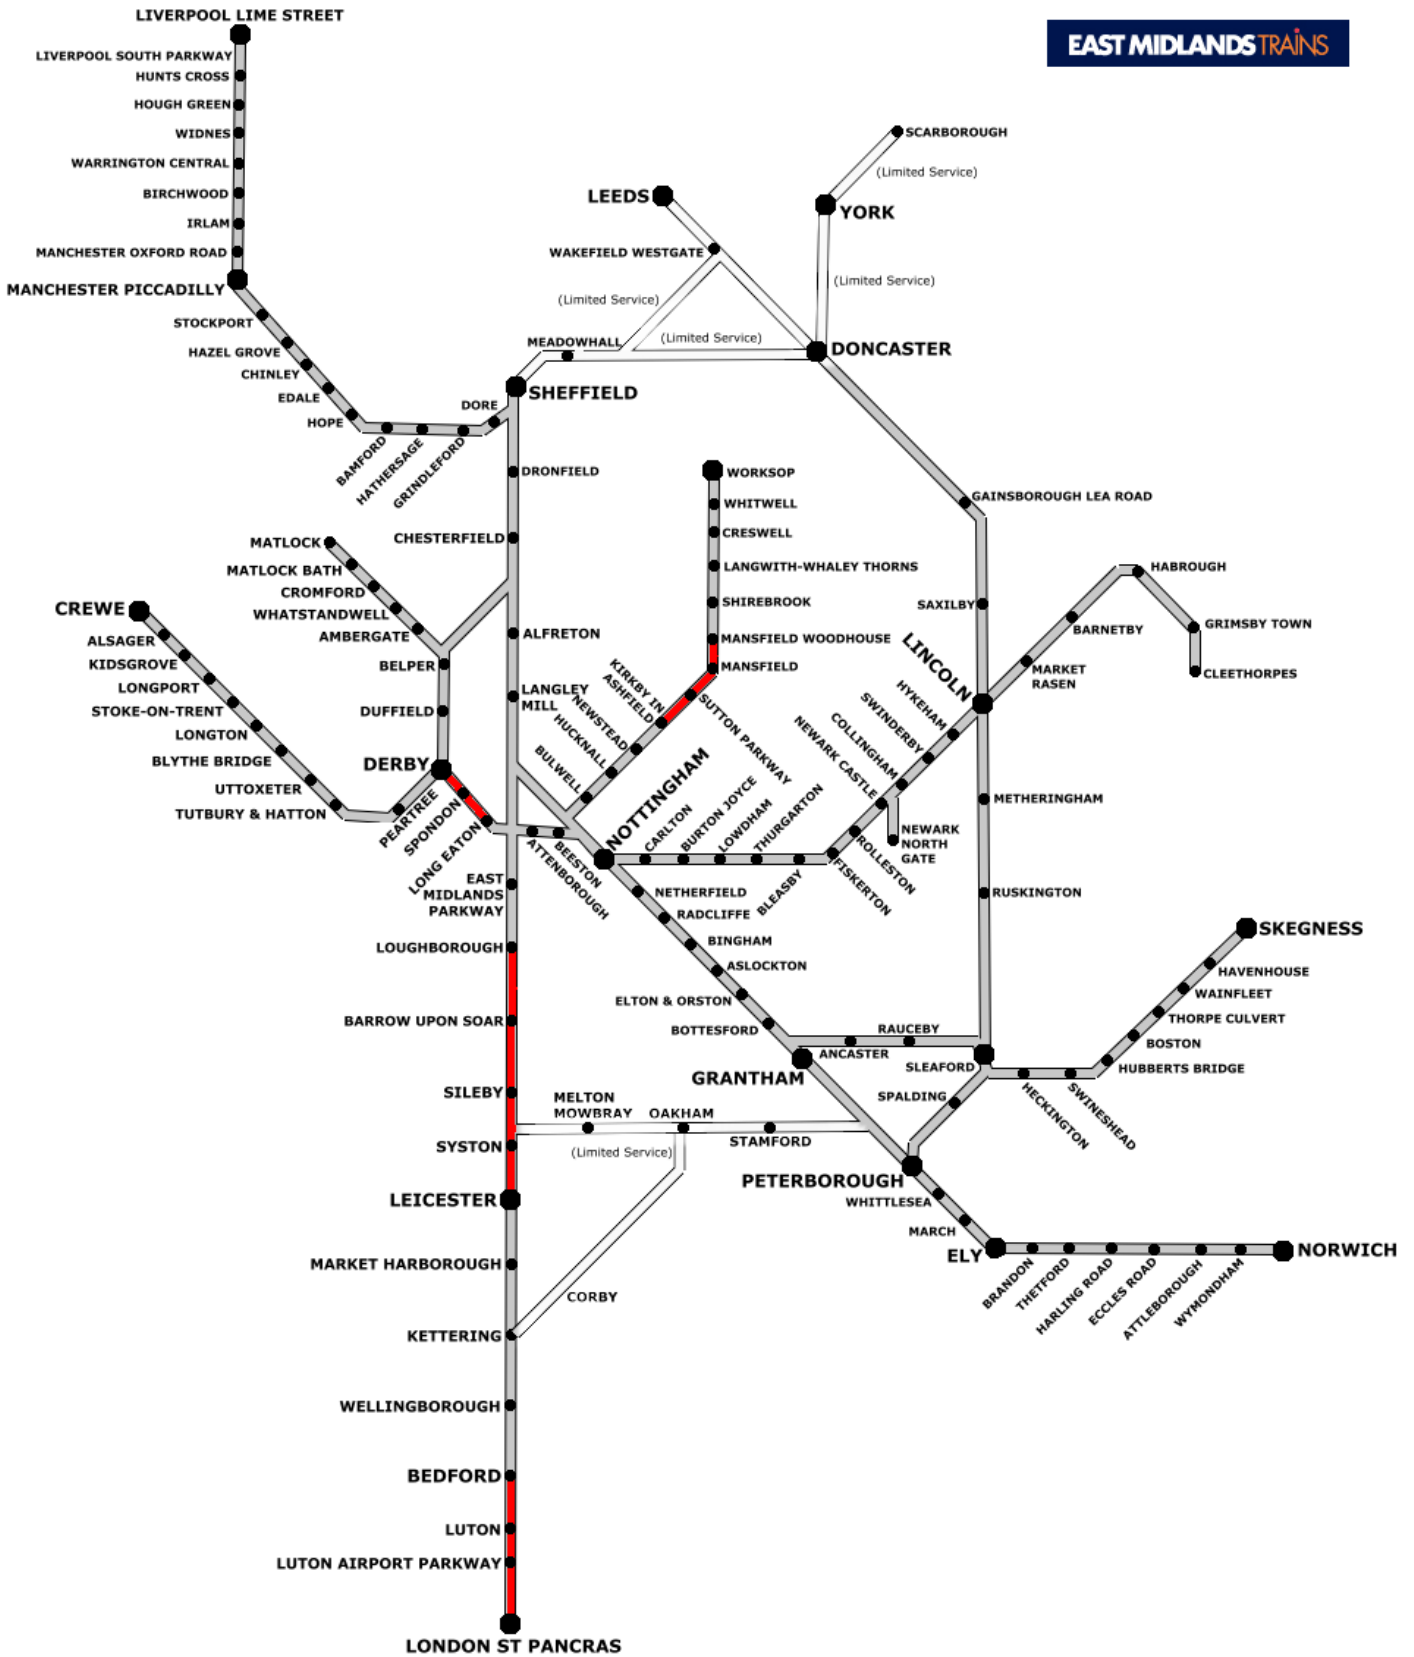 LIVERPOOL LIME STREET
EAST MIDLANDS TRAINS
LIVERPOOL SOUTH PARKWAY
HUNTS CROSS
HOUGH GREEN
WIDNES
WARRINGTON CENTRAL
BIRCHWOOD
IRLAM
MANCHESTER OXFORD ROAD
MANCHESTER PICCADILLY
STOCKPORT
HAZEL GROVE
CHINLEY
EDALE
HOPE
BAMFORD
HATHERSAGE
GRINDLEFORD
DORE
SCARBOROUGH
(Limited Service)
YORK
(Limited Service)
LEEDS
WAKEFIELD WESTGATE
(Limited Service)
(Limited Service)
MEADOWHALL
DONCASTER
SHEFFIELD
DRONFIELD
CHESTERFIELD
ALFRETON
LANGLEY
MILL
WORKSOP
WHITWELL
CRESWELL
LANGWITH-WHALEY THORNS
SHIREBROOK
MANSFIELD WOODHOUSE
MANSFIELD
SUTTON PARKWAY
KIRKBY IN
ASHFIELD
NEWSTEAD
HUCKNALL
BULWELL
MATLOCK
MATLOCK BATH
CROMFORD
WHATSTANDWELL
AMBERGATE
BELPER
DUFFIELD
DERBY
CREWE
ALSAGER
KIDSGROVE
LONGPORT
STOKE-ON-TRENT
LONGTON
BLYTHE BRIDGE
UTTOXETER
TUTBURY & HATTON
PEARTREE
SPONDON
LONG EATON
ATTENBOROUGH
BEESTON
NOTTINGHAM
CARLTON
BURTON JOYCE
LOWDHAM
THURGARTON
BLEASBY
FISKERTON
ROLLESTON
NEWARK
NORTH
GATE
NEWARK CASTLE
COLLINGHAM
SWINDERBY
HYKEHAM
LINCOLN
GAINSBOROUGH LEA ROAD
SAXILBY
MARKET
RASEN
BARNETBY
HABROUGH
GRIMSBY TOWN
CLEETHORPES
METHERINGHAM
RUSKINGTON
SLEAFORD
NETHERFIELD
RADCLIFFE
BINGHAM
ASLOCKTON
ELTON & ORSTON
BOTTESFORD
GRANTHAM
ANCASTER
RAUCEBY
SKEGNESS
HAVENHOUSE
WAINFLEET
THORPE CULVERT
BOSTON
HUBBERTS BRIDGE
SWINESHEAD
HECKINGTON
SPALDING
PETERBOROUGH
WHITTLESEA
MARCH
ELY
BRANDON
THETFORD
HARLING ROAD
ECCLES ROAD
ATTLEBOROUGH
WYMONDHAM
NORWICH
EAST
MIDLANDS
PARKWAY
LOUGHBOROUGH
BARROW UPON SOAR
SILEBY
SYSTON
MELTON
MOWBRAY
OAKHAM
STAMFORD
(Limited Service)
LEICESTER
MARKET HARBOROUGH
CORBY
KETTERING
WELLINGBOROUGH
BEDFORD
LUTON
LUTON AIRPORT PARKWAY
LONDON ST PANCRAS